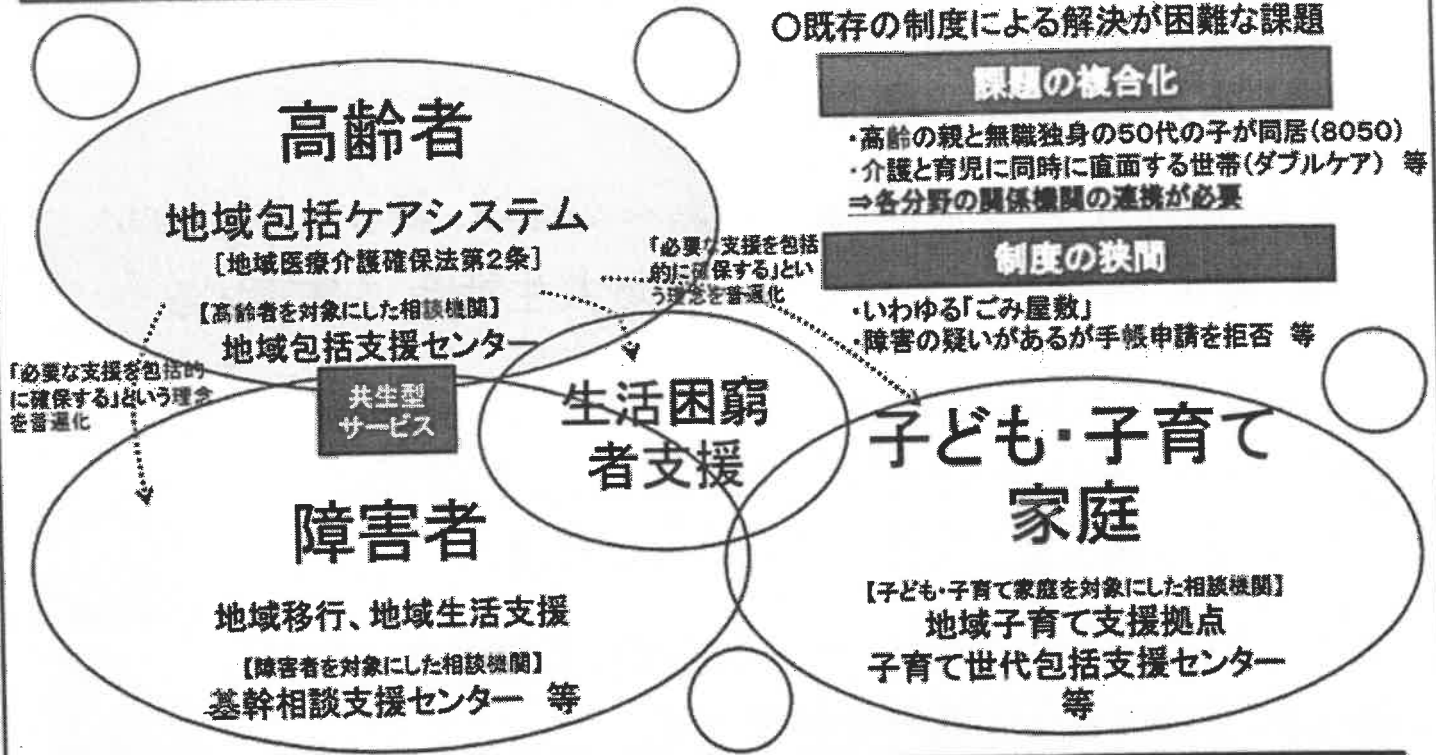 ○既存の制度による解決が困難な課題
課題の複合化
・高齢の親と無職独身の50代の子が同居(8050)
・介護と育児に同時に直面する世帯(ダブルケア) 等
⇒各分野の関係機関の連携が必要
制度の狭間
・いわゆる「ごみ屋敷」
・障害の疑いがあるが手帳申請を拒否 等
高齢者
地域包括ケアシステム
[地域医療介護確保法第2条]
【高齢者を対象にした相談機関】
地域包括支援センター
「必要な支援を包括
的に確保する」とい
う理念を普遍化
「必要な支援を包括的
に確保する」という理念
を普遍化
共生型
サービス
生活困窮
者支援
障害者
地域移行、地域生活支援
【障害者を対象にした相談機関】
基幹相談支援センター 等
子ども・子育て
家庭
【子ども・子育て家庭を対象にした相談機関】
地域子育て支援拠点
子育て世代包括支援センター
等